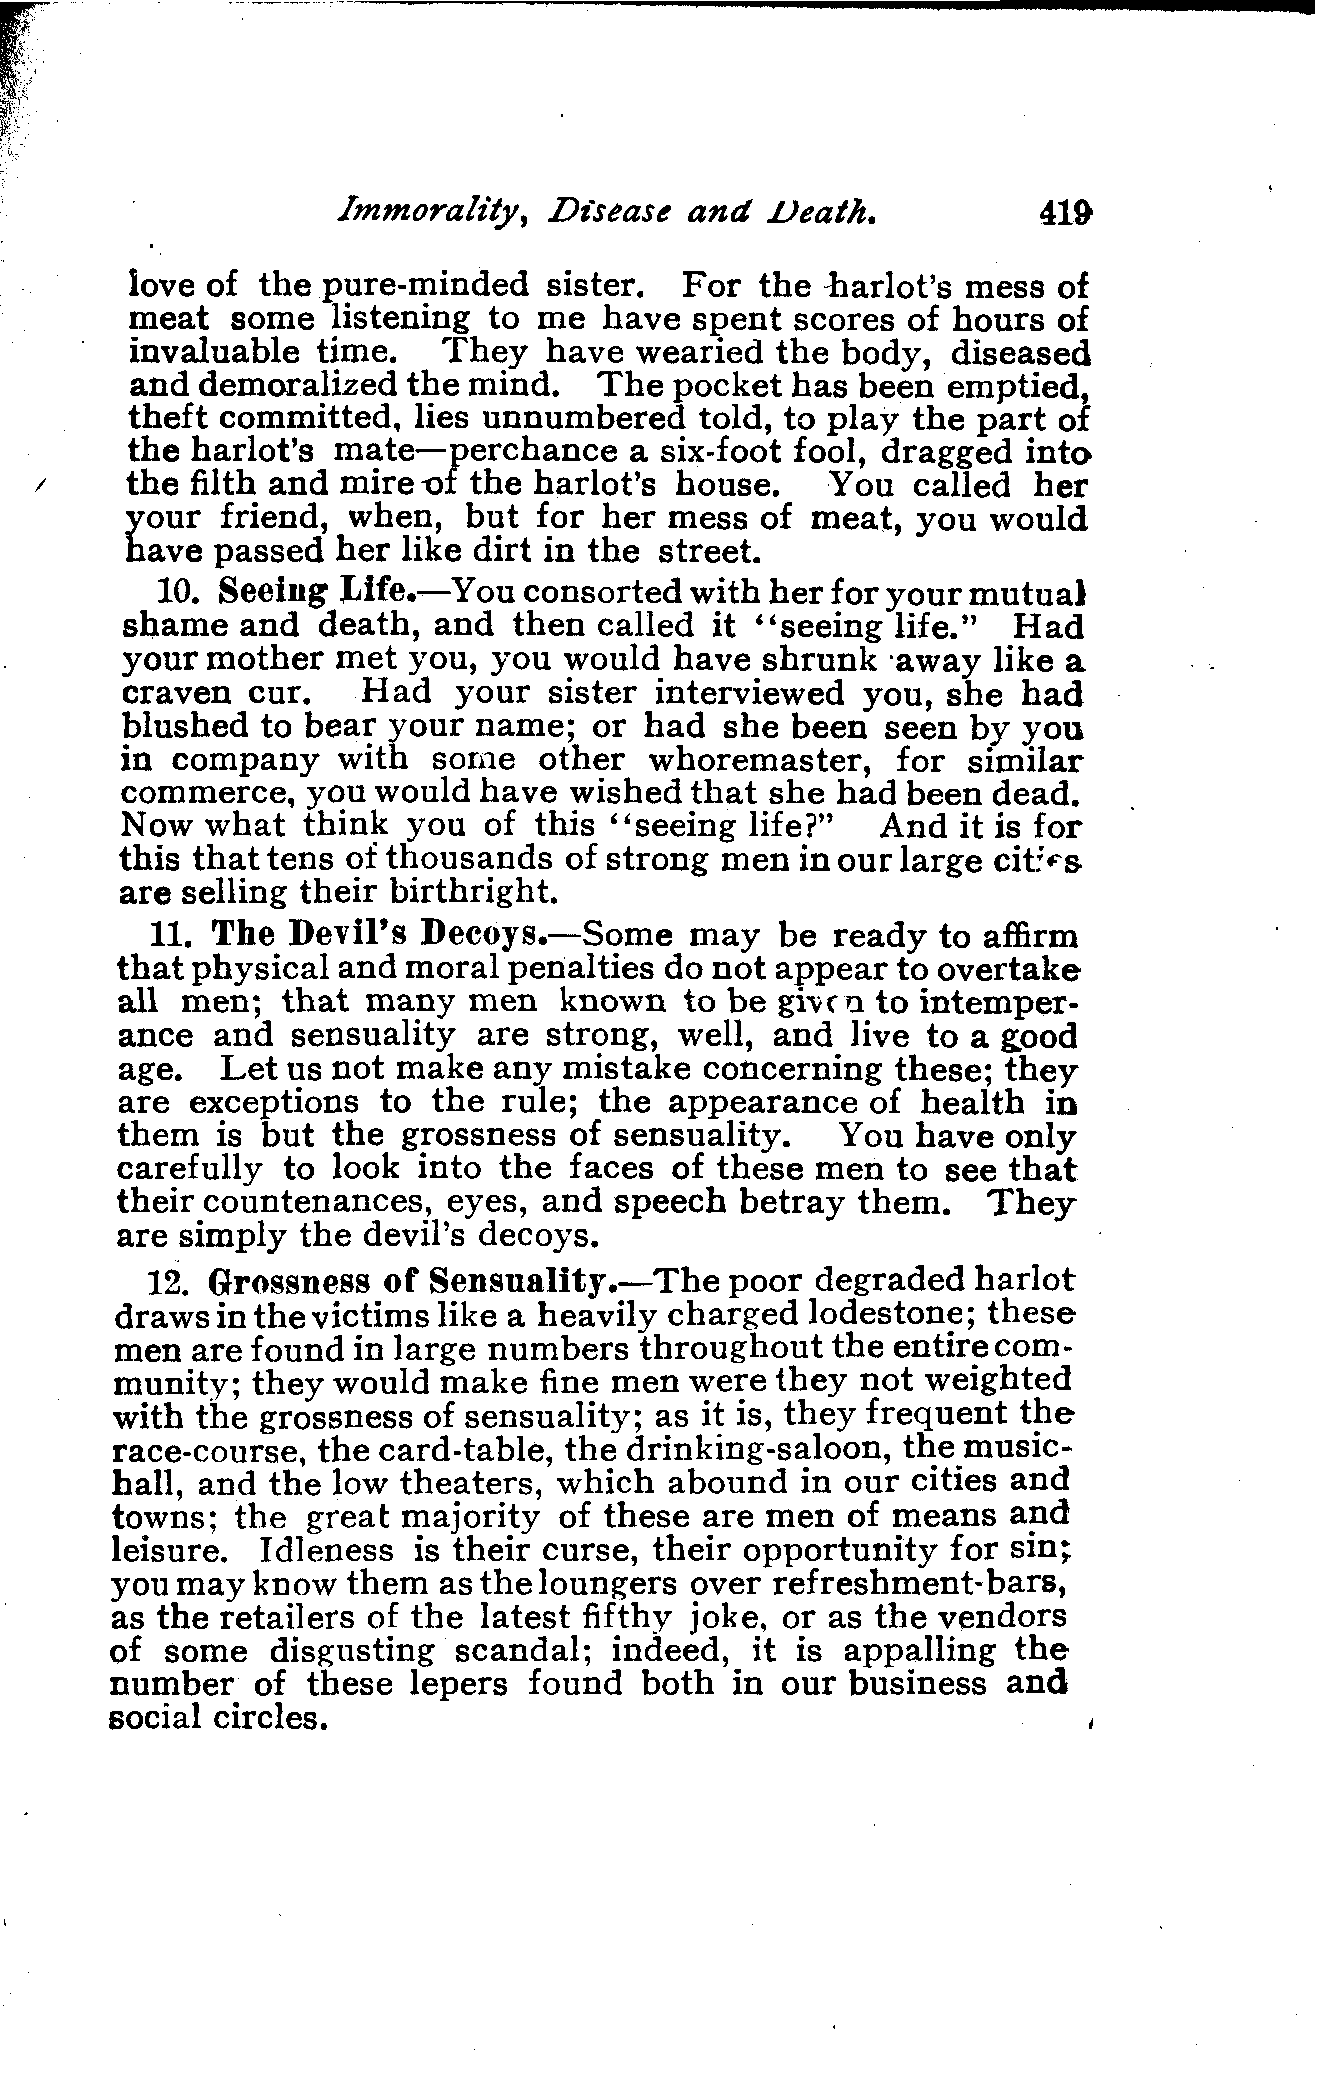 Immorality, Disease and Death. 419
love of the pure-minded sister. For the harlot's mess of
meat some listening to me have spent scores of hours of
invaluable time. They have wearied the body, diseased
and demoralized the mind. The pocket has been emptied,
theft committed, lies unnumbered told, to play the part of
the harlot's mate—perchance a six-foot fool, dragged into
the filth and mire of the harlot's house. You called her
your friend, when, but for her mess of meat, you would
have passed her like dirt in the street.
10. Seeing Life.—You consorted with her for your mutual
shame and death, and then called it "seeing life." Had
your mother met you, you would have shrunk away like a
craven cur. Had your sister interviewed you, she had
blushed to bear your name; or had she been seen by you
in company with some other whoremaster, for similar
commerce, you would have wished that she had been dead.
Now what think you of this "seeing life?" And it is for
this that tens of thousands of strong men in our large cities
are selling their birthright.
11. The Devil's Decoys.—Some may be ready to affirm
that physical and moral penalties do not appear to overtake
all men; that many men known to be given to intemper-
ance and sensuality are strong, well, and live to a good
age. Let us not make any mistake concerning these; they
are exceptions to the rule; the appearance of health in
them is but the grossness of sensuality. You have only
carefully to look into the faces of these men to see that
their countenances, eyes, and speech betray them. They
are simply the devil's decoys.
12. Grossness of Sensuality.—The poor degraded harlot
draws in the victims like a heavily charged lodestone; these
men are found in large numbers throughout the entire com-
munity; they would make fine men were they not weighted
with the grossness of sensuality; as it is, they frequent the
race-course, the card-table, the drinking-saloon, the music-
hall, and the low theaters, which abound in our cities and
towns; the great majority of these are men of means and
leisure. Idleness is their curse, their opportunity for sin;
you may know them as the loungers over refreshment-bars,
as the retailers of the latest fifthy joke, or as the vendors
of some disgusting scandal; indeed, it is appalling the
number of these lepers found both in our business and
social circles.